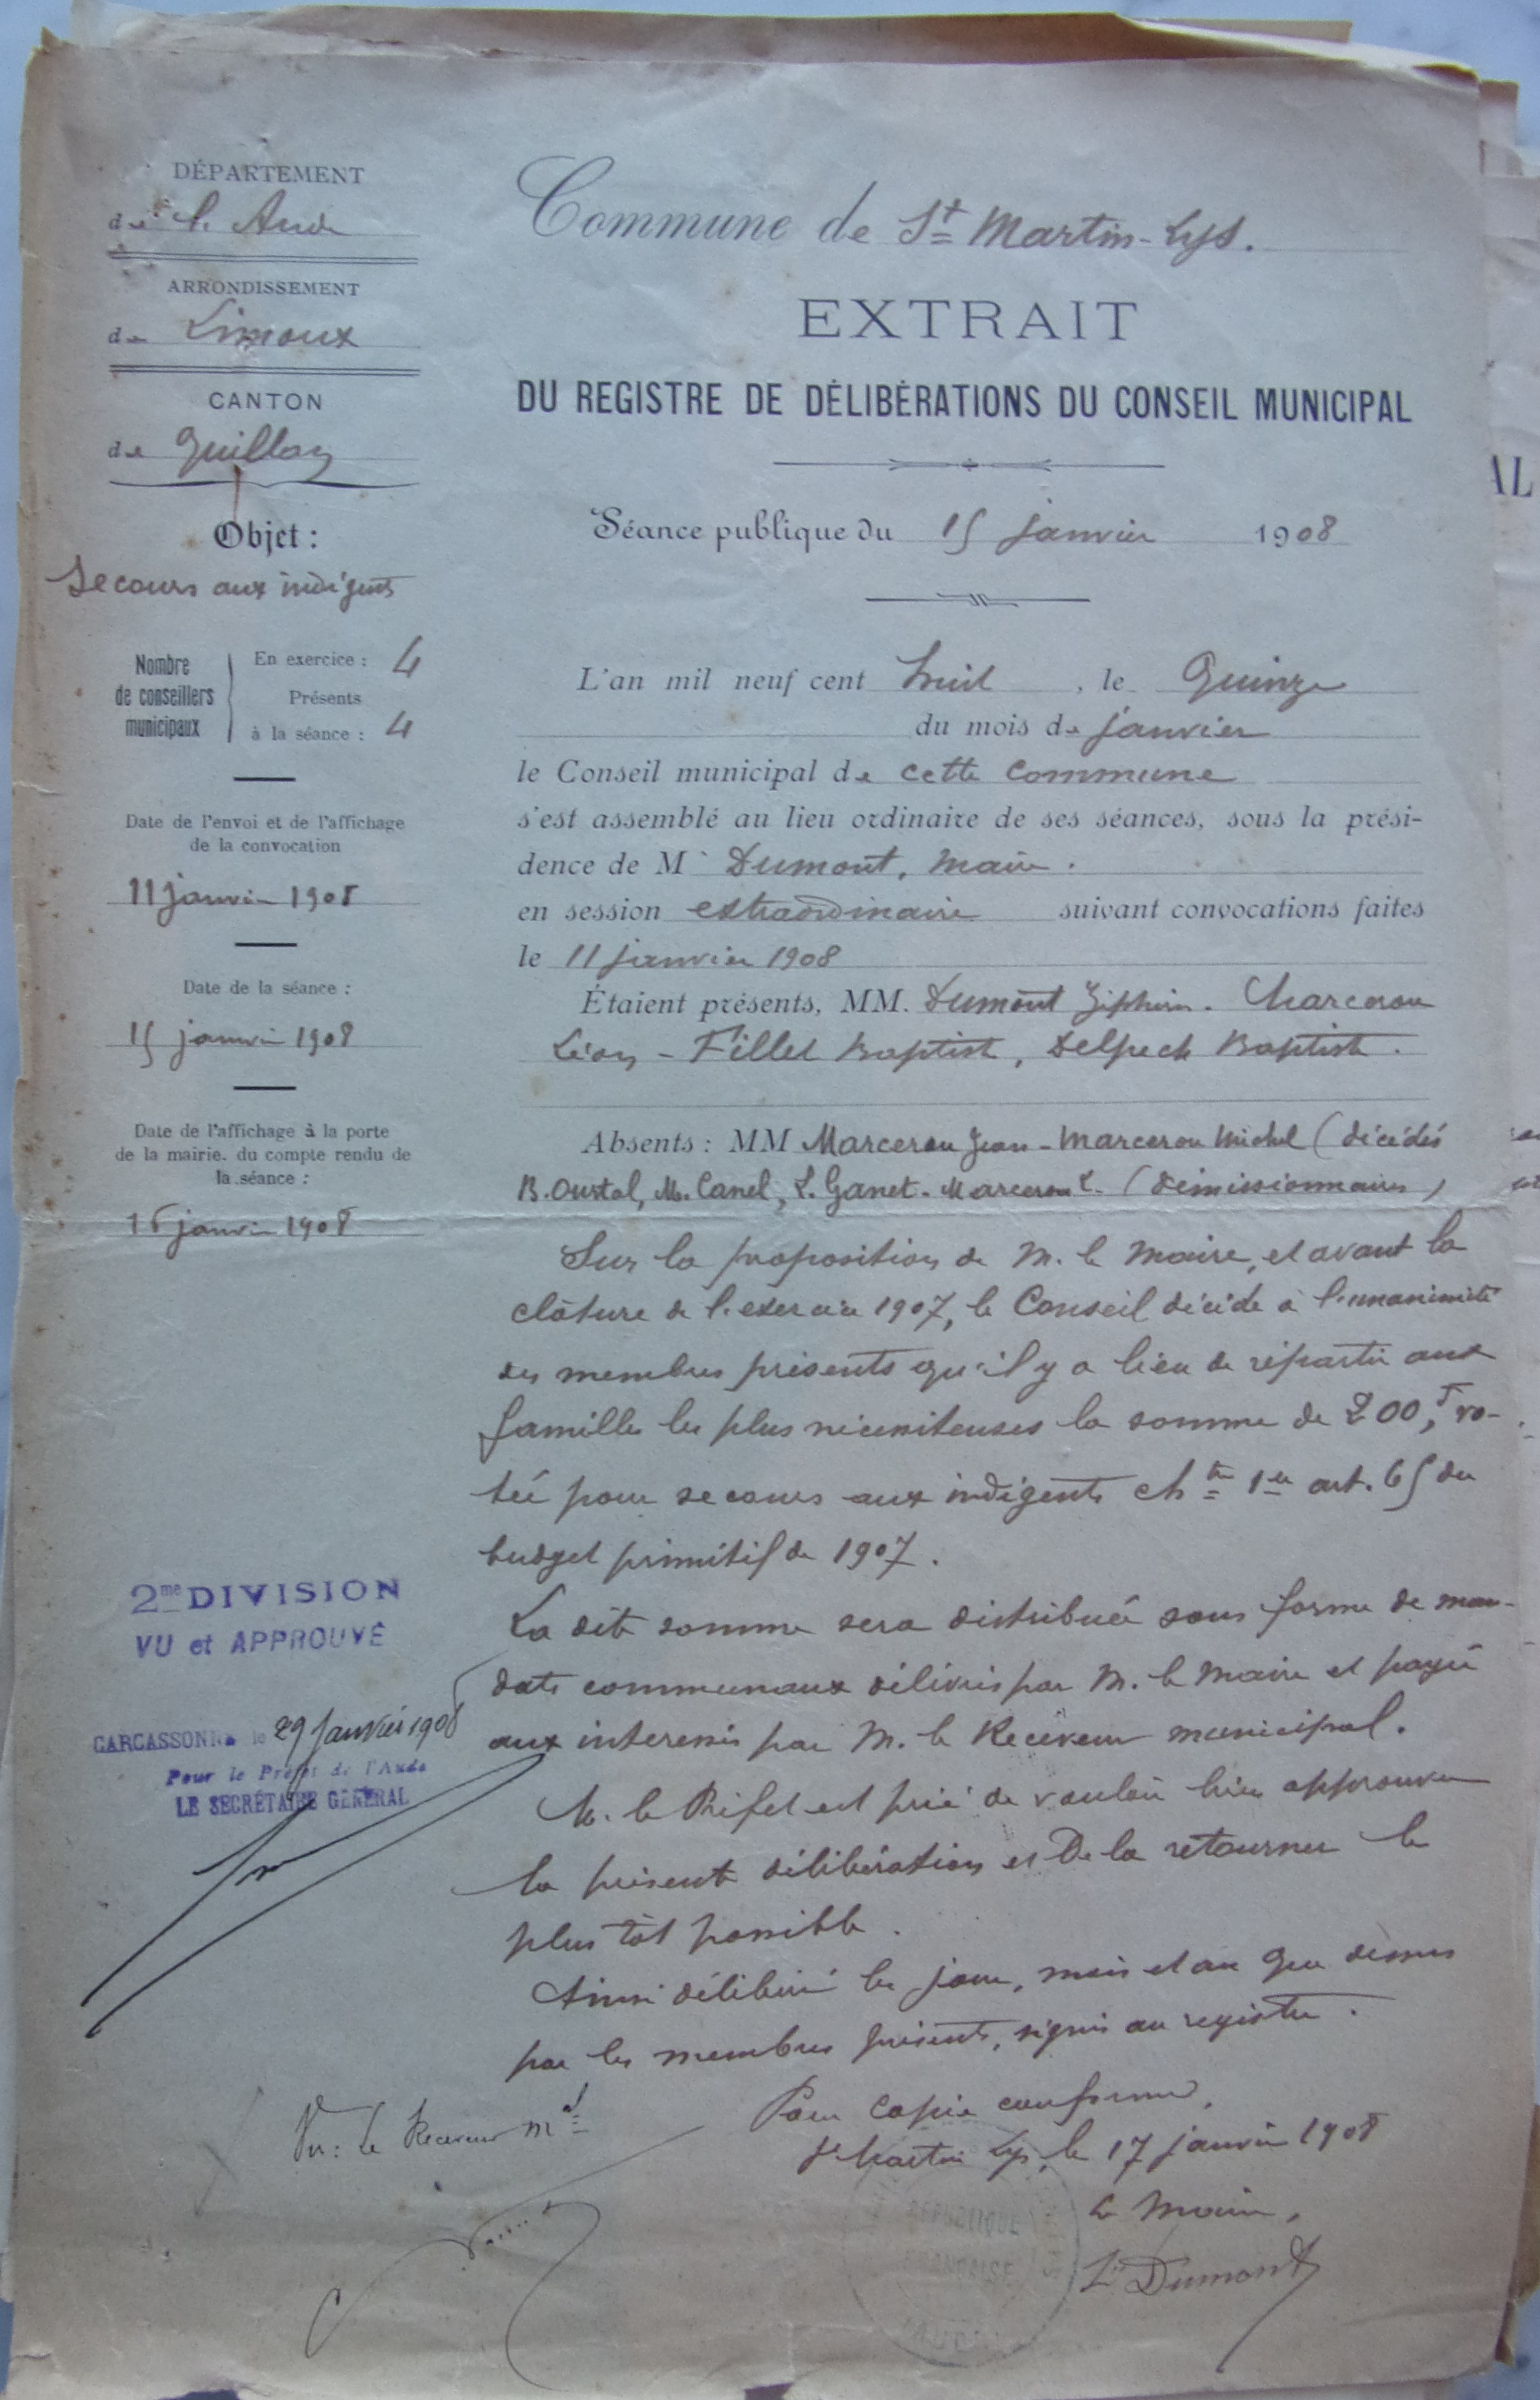 DÉPARTEMENT
de l'Aude
ARRONDISSEMENT
de Limoux
CANTON
de Quillan
Objet :
Secours aux indigents
Nombre de conseillers municipaux
En exercice : 4
Présents
à la séance : 4
Date de l'envoi et de l'affichage
de la convocation
11 janvier 1908
Date de la séance :
15 janvier 1908
Date de l'affichage à la porte
de la mairie, du compte rendu de
la séance :
16 janvier 1908
2me DIVISION
VU et APPROUVÉ
CARCASSONNE le 29 Janvier 1908
Pour le Préfet de l'Aude
LE SECRÉTAIRE GÉNÉRAL
Commune de St Martin-Lys.
EXTRAIT
DU REGISTRE DE DÉLIBÉRATIONS DU CONSEIL MUNICIPAL
Séance publique du 15 janvier 1908
L'an mil neuf cent huit, le Quinze
du mois de janvier
le Conseil municipal de cette commune
s'est assemblé au lieu ordinaire de ses séances, sous la prési-
dence de M. Dumont, maire.
en session extraordinaire suivant convocations faites
le 11 janvier 1908
Étaient présents, MM. Dumont Marcerou
Léon - Fillet Baptiste, Delpech Baptiste.
Absents : MM Marcerou Jean - Marcerou Michel (décédés
B. Oustal, M. Canel, L. Ganet - Marcerou L. (démissionnaires)
Sur la proposition de M. le Maire, et avant la
clôture de l'exercice 1907, le Conseil décide à l'unanimité
des membres présents qu'il y a lieu de répartir aux
familles les plus nécessiteuses la somme de 200 f, vo-
tée pour secours aux indigents ch tre 1er art. 65 du
budget primitif de 1907.
La dite somme sera distribuée sous forme de man-
dats communaux délivrés par M. le Maire et payés
aux interessés par M. le Receveur municipal.
M. le Préfet est prié de vouloir bien approuver
la présente délibération et De la retourner le
plus tôt possible.
Ainsi délibéré les jour, mois et an que dessus
par les membres présents, signés au registre.
Pour copie conforme,
St Martin Lys, le 17 janvier 1908
Le Maire,
Dumont
Vu : Le Receveur mal
RÉPUBLIQUE
FRANÇAISE